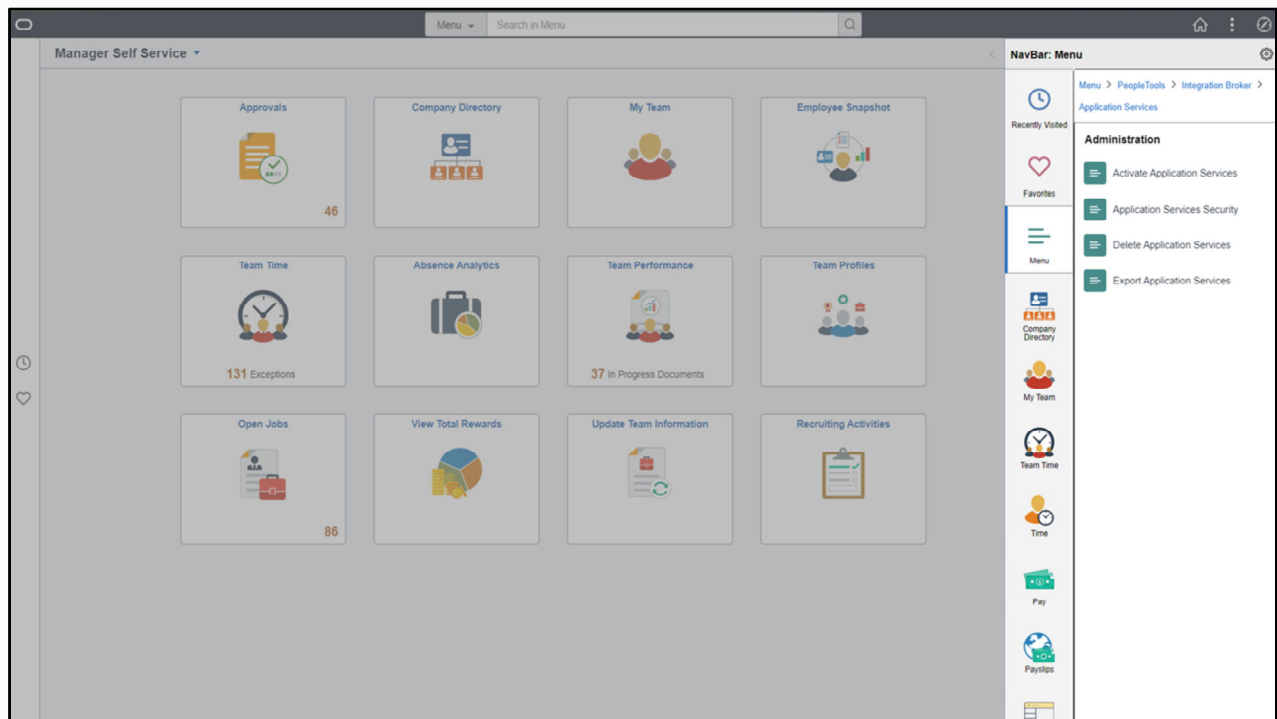 Menu
Search in Menu
Manager Self Service
Approvals
46
Company Directory
My Team
Employee Snapshot
Team Time
131 Exceptions
Absence Analytics
Team Performance
37 In Progress Documents
Team Profiles
Open Jobs
86
View Total Rewards
Update Team Information
Recruiting Activities
NavBar: Menu
Recently Visited
Favorites
Menu
Company
Directory
My Team
Team Time
Time
Pay
Payslips
Menu > PeopleTools > Integration Broker >
Application Services
Administration
Activate Application Services
Application Services Security
Delete Application Services
Export Application Services